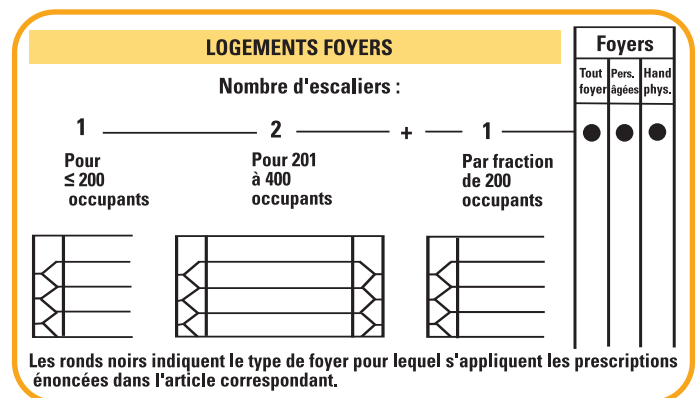 LOGEMENTS FOYERS
Foyers
Tout foyer
Pers. âgées
Hand phys.
Nombre d'escaliers :
1 2 + 1
Pour
≤ 200
occupants
Pour 201
à 400
occupants
Par fraction
de 200
occupants
Les ronds noirs indiquent le type de foyer pour lequel s'appliquent les prescriptions
énoncées dans l'article correspondant.